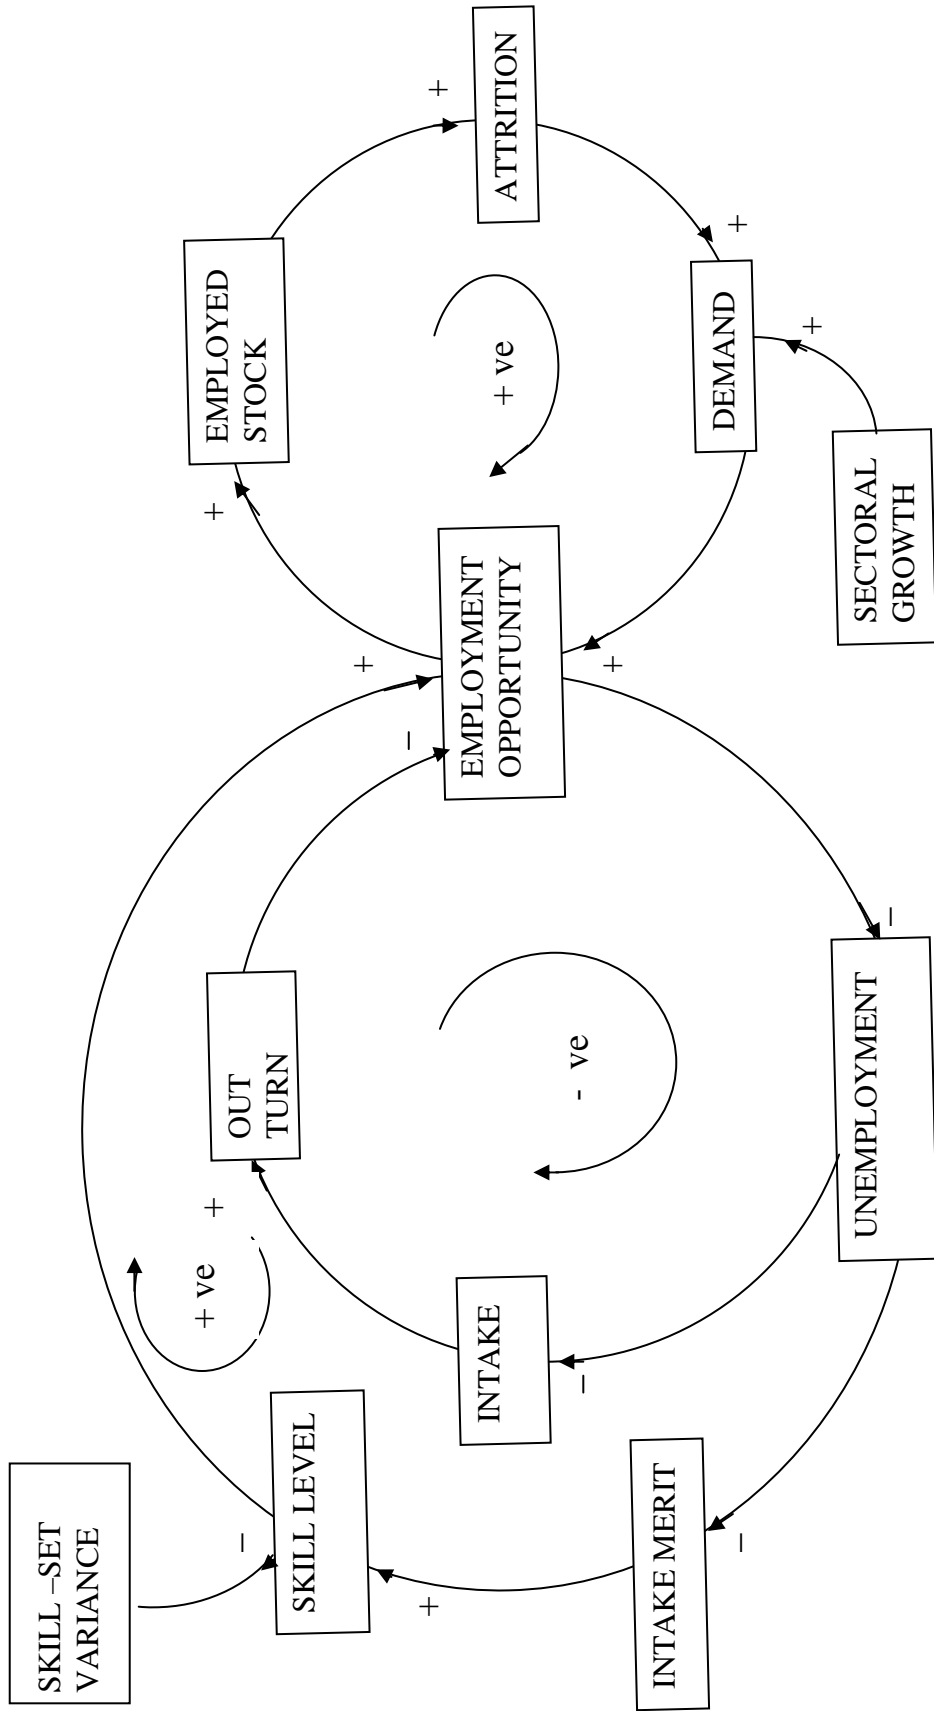 SKILL –SET
VARIANCE
–
SKILL LEVEL
+
INTAKE MERIT
–
+ ve
+
OUT
TURN
INTAKE
–
- ve
UNEMPLOYMENT
–
+
–
EMPLOYMENT
OPPORTUNITY
+
+
EMPLOYED
STOCK
+ ve
DEMAND
+
SECTORAL
GROWTH
+
+
ATTRITION